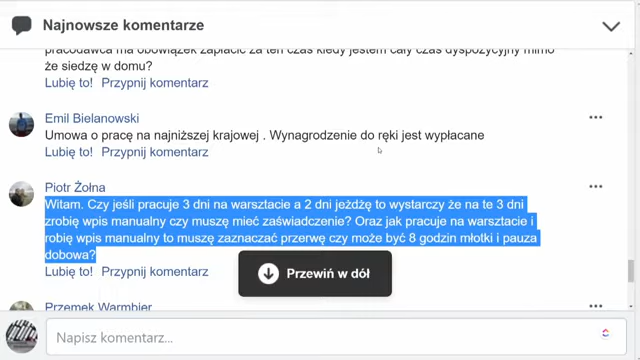 Najnowsze komentarze
pracodawca ma obowiązek zapłacić za ten czas kiedy jestem cały czas dyspozycyjny mimo
że siedzę w domu?
Lubię to! Przypnij komentarz
Emil Bielanowski
Umowa o pracę na najniższej krajowej . Wynagrodzenie do ręki jest wypłacane
Lubię to! Przypnij komentarz
Piotr Żołna
Witam. Czy jeśli pracuje 3 dni na warsztacie a 2 dni jeżdżę to wystarczy że na te 3 dni
zrobię wpis manualny czy muszę mieć zaświadczenie? Oraz jak pracuje na warsztacie i
robię wpis manualny to muszę zaznaczać przerwę czy może być 8 godzin młotki i pauza
dobowa?
Lubię to! Przypnij komentarz
Przewiń w dół
Przemek Warmbier
Napisz komentarz...